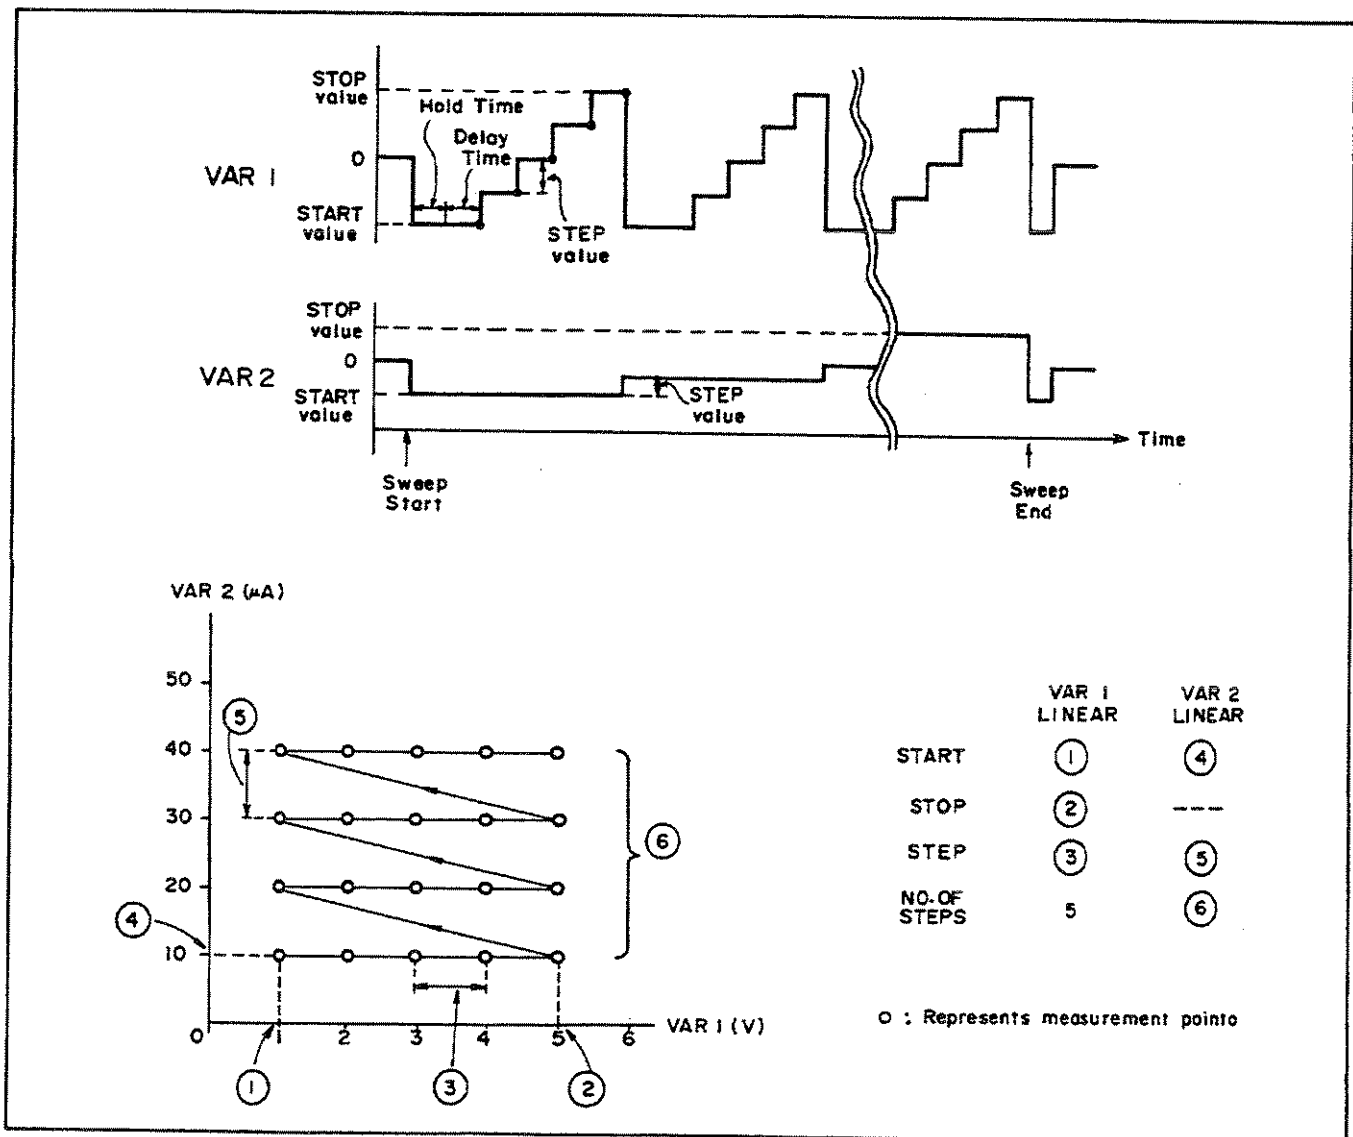 STOP
value
Hold Time
Delay
Time
0
VAR 1
START
value
STEP
value
STOP
value
0
VAR 2
START
value
STEP
value
Time
Sweep
Start
Sweep
End
VAR 2 (μA)
50
5
40
30
6
20
4
10
0
1
2
3
4
5
6
VAR 1 (V)
1
3
2
VAR 1
LINEAR
VAR 2
LINEAR
START
1
4
STOP
2
----
STEP
3
5
NO. OF
STEPS
5
6
o : Represents measurement pointo